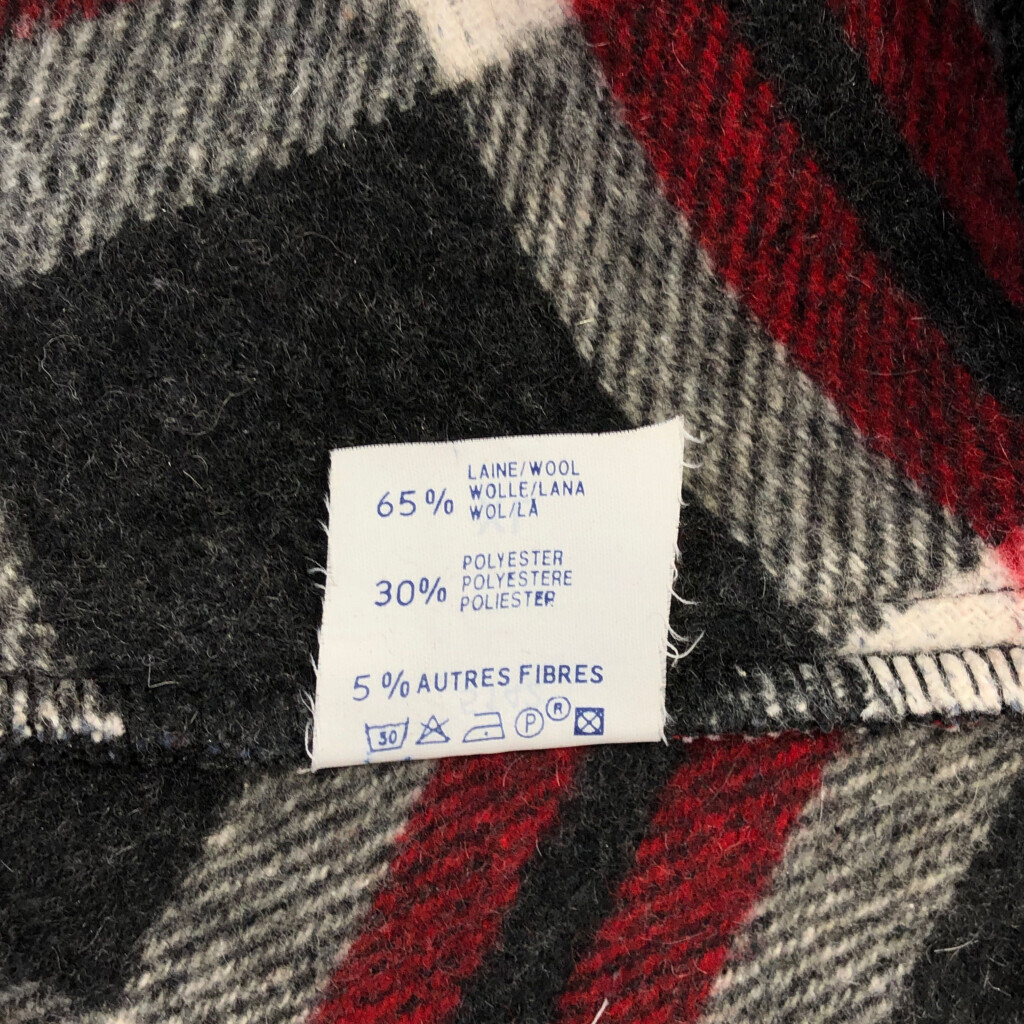 65% LAINE/WOOL
WOLLE/LANA
WOL/LÃ
30% POLYESTER
POLYESTERE
POLIESTER
5% AUTRES FIBRES
30 P ®